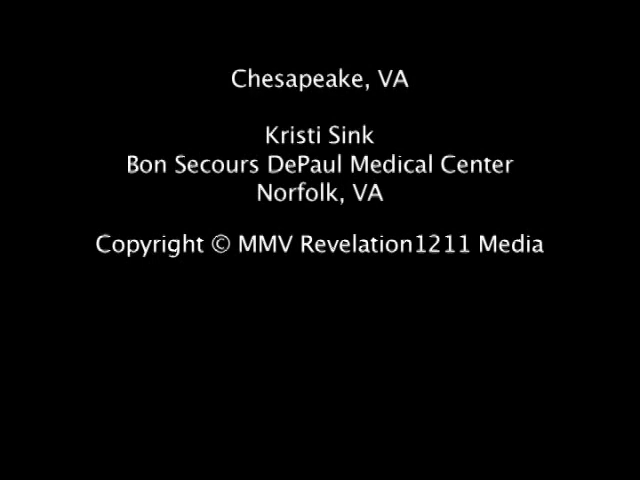 Chesapeake, VA
Kristi Sink
Bon Secours DePaul Medical Center
Norfolk, VA
Copyright © MMV Revelation1211 Media